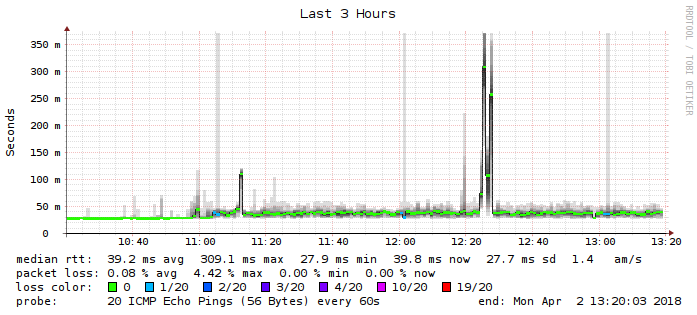 Last 3 Hours
RRDTOOL / TOBI OETIKER
Seconds
350 m
300 m
250 m
200 m
150 m
100 m
50 m
0
10:40 11:00 11:20 11:40 12:00 12:20 12:40 13:00 13:20
median rtt: 39.2 ms avg 309.1 ms max 27.9 ms min 39.8 ms now 27.7 ms sd 1.4 am/s
packet loss: 0.08 % avg 4.42 % max 0.00 % min 0.00 % now
loss color: 0 1/20 2/20 3/20 4/20 10/20 19/20
probe: 20 ICMP Echo Pings (56 Bytes) every 60s end: Mon Apr 2 13:20:03 2018